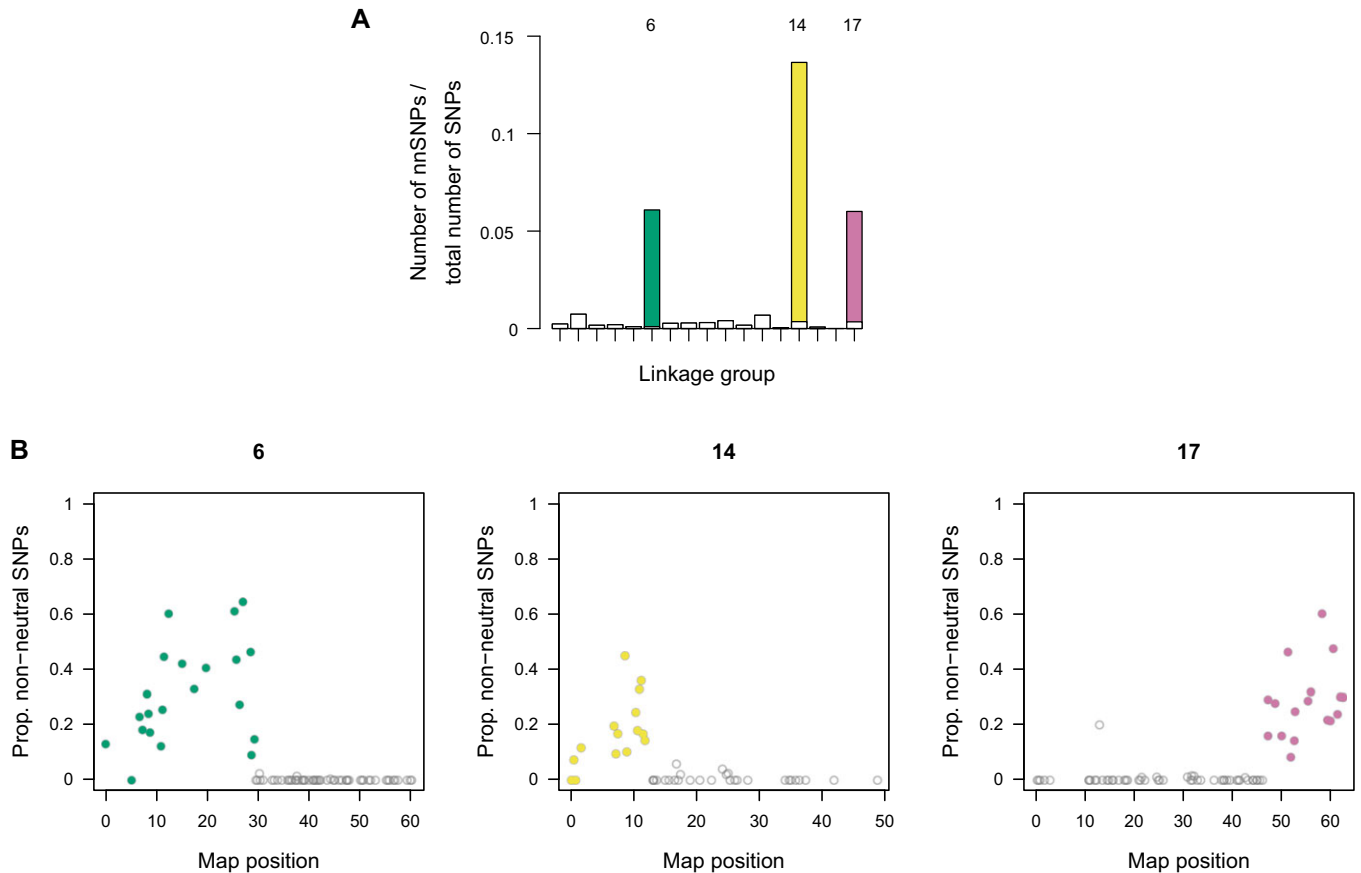 A
6 14 17
Number of nnSNPs /
total number of SNPs
0.15
0.1
0.05
0
Linkage group
B
6
Prop. non−neutral SNPs
1
0.8
0.6
0.4
0.2
0
0 10 20 30 40 50 60
Map position
14
Prop. non−neutral SNPs
1
0.8
0.6
0.4
0.2
0
0 10 20 30 40 50
Map position
17
Prop. non−neutral SNPs
1
0.8
0.6
0.4
0.2
0
0 10 20 30 40 50 60
Map position